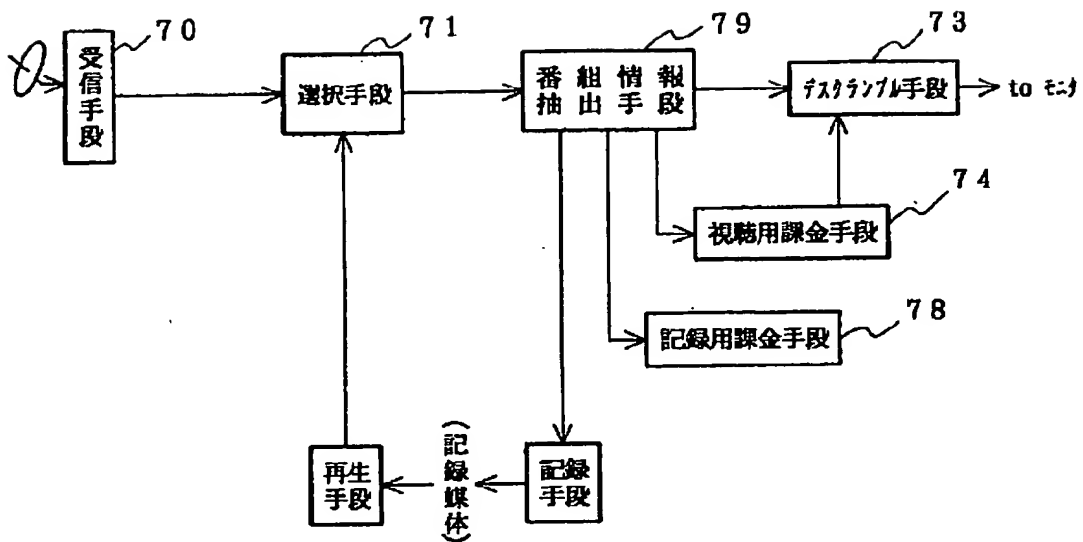 70
受信手段
71
選択手段
79
番組情報
抽出手段
73
デスクランブル手段
to モニタ
74
視聴用課金手段
78
記録用課金手段
再生
手段
(記録媒体)
記録
手段